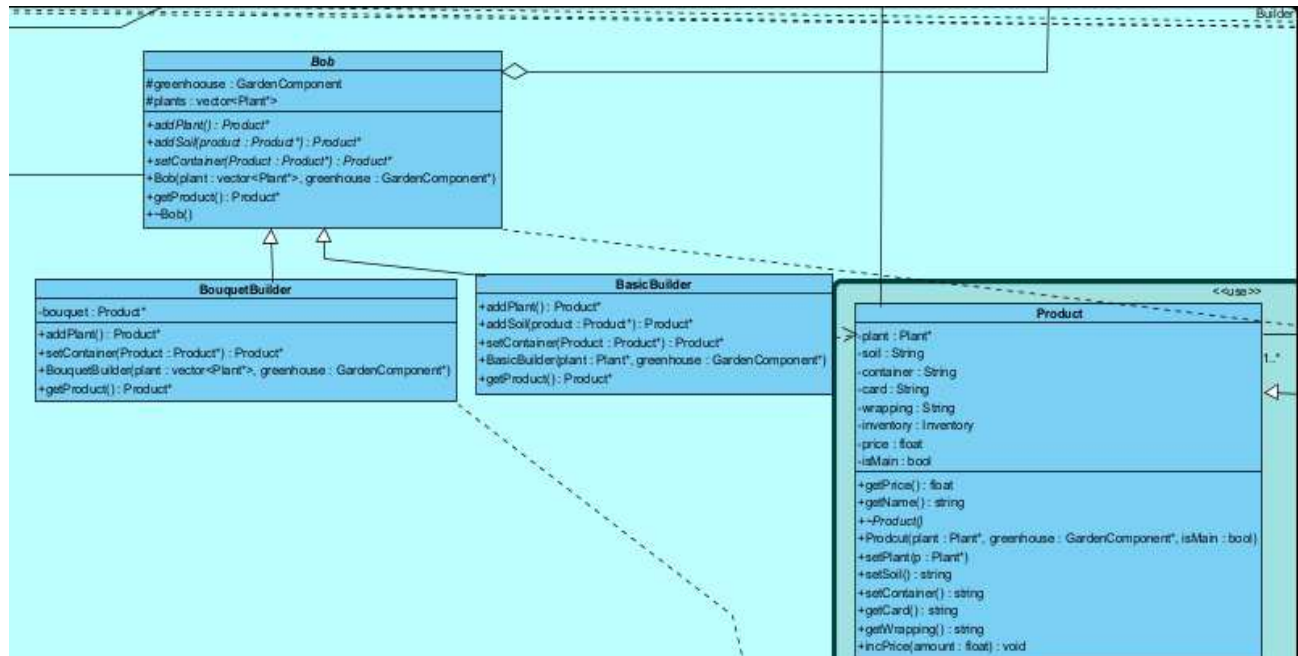 Builder
Bob
#greenhoouse : GardenComponent
#plants : vector<Plant*>
+addPlant() : Product*
+addSoil(product : Product*) : Product*
+setContainer(Product : Product*) : Product*
+Bob(plant : vector<Plant*>, greenhouse : GardenComponent*)
+getProduct() : Product*
+~Bob()
BouquetBuilder
-bouquet : Product*
+addPlant() : Product*
+setContainer(Product : Product*) : Product*
+BouquetBuilder(plant : vector<Plant*>, greenhouse : GardenComponent*)
+getProduct() : Product*
BasicBuilder
+addPlant() : Product*
+addSoil(product : Product*) : Product*
+setContainer(Product : Product*) : Product*
+BasicBuilder(plant : Plant*, greenhouse : GardenComponent*)
+getProduct() : Product*
<<use>>
Product
-plant : Plant*
-soil : String
-container : String
-card : String
-wrapping : String
-inventory : Inventory
-price : float
-isMain : bool
+getPrice() : float
+getName() : string
+~Product()
+Prodcut(plant : Plant*, greenhouse : GardenComponent*, isMain : bool)
+setPlant(p : Plant*)
+setSoil() : string
+setContainer() : string
+getCard() : string
+getWrapping() : string
+incPrice(amount : float) : void
1..*